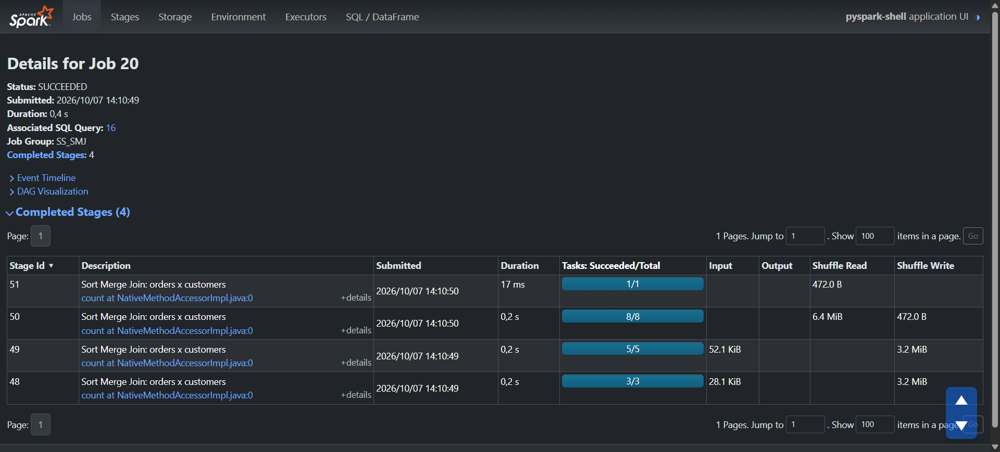 APACHE Spark™ Jobs Stages Storage Environment Executors SQL / DataFrame pyspark-shell application UI
Details for Job 20
Status: SUCCEEDED
Submitted: 2026/10/07 14:10:49
Duration: 0,4 s
Associated SQL Query: 16
Job Group: SS_SMJ
Completed Stages: 4
Event Timeline
DAG Visualization
Completed Stages (4)
Page: 1 1 Pages. Jump to 1 . Show 100 items in a page. Go
Stage Id ▼ Description Submitted Duration Tasks: Succeeded/Total Input Output Shuffle Read Shuffle Write
51 Sort Merge Join: orders x customers 2026/10/07 14:10:50 17 ms 1/1 472.0 B
count at NativeMethodAccessorImpl.java:0 +details
50 Sort Merge Join: orders x customers 2026/10/07 14:10:50 0,2 s 8/8 6.4 MiB 472.0 B
count at NativeMethodAccessorImpl.java:0 +details
49 Sort Merge Join: orders x customers 2026/10/07 14:10:49 0,2 s 5/5 52.1 KiB 3.2 MiB
count at NativeMethodAccessorImpl.java:0 +details
48 Sort Merge Join: orders x customers 2026/10/07 14:10:49 0,2 s 3/3 28.1 KiB 3.2 MiB
count at NativeMethodAccessorImpl.java:0 +details
Page: 1 1 Pages. Jump to 1 . Show 100 items in a page Go